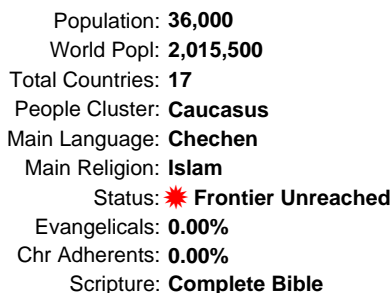 Population: 36,000
World Popl: 2,015,500
Total Countries: 17
People Cluster: Caucasus
Main Language: Chechen
Main Religion: Islam
Status: Frontier Unreached
Evangelicals: 0.00%
Chr Adherents: 0.00%
Scripture: Complete Bible